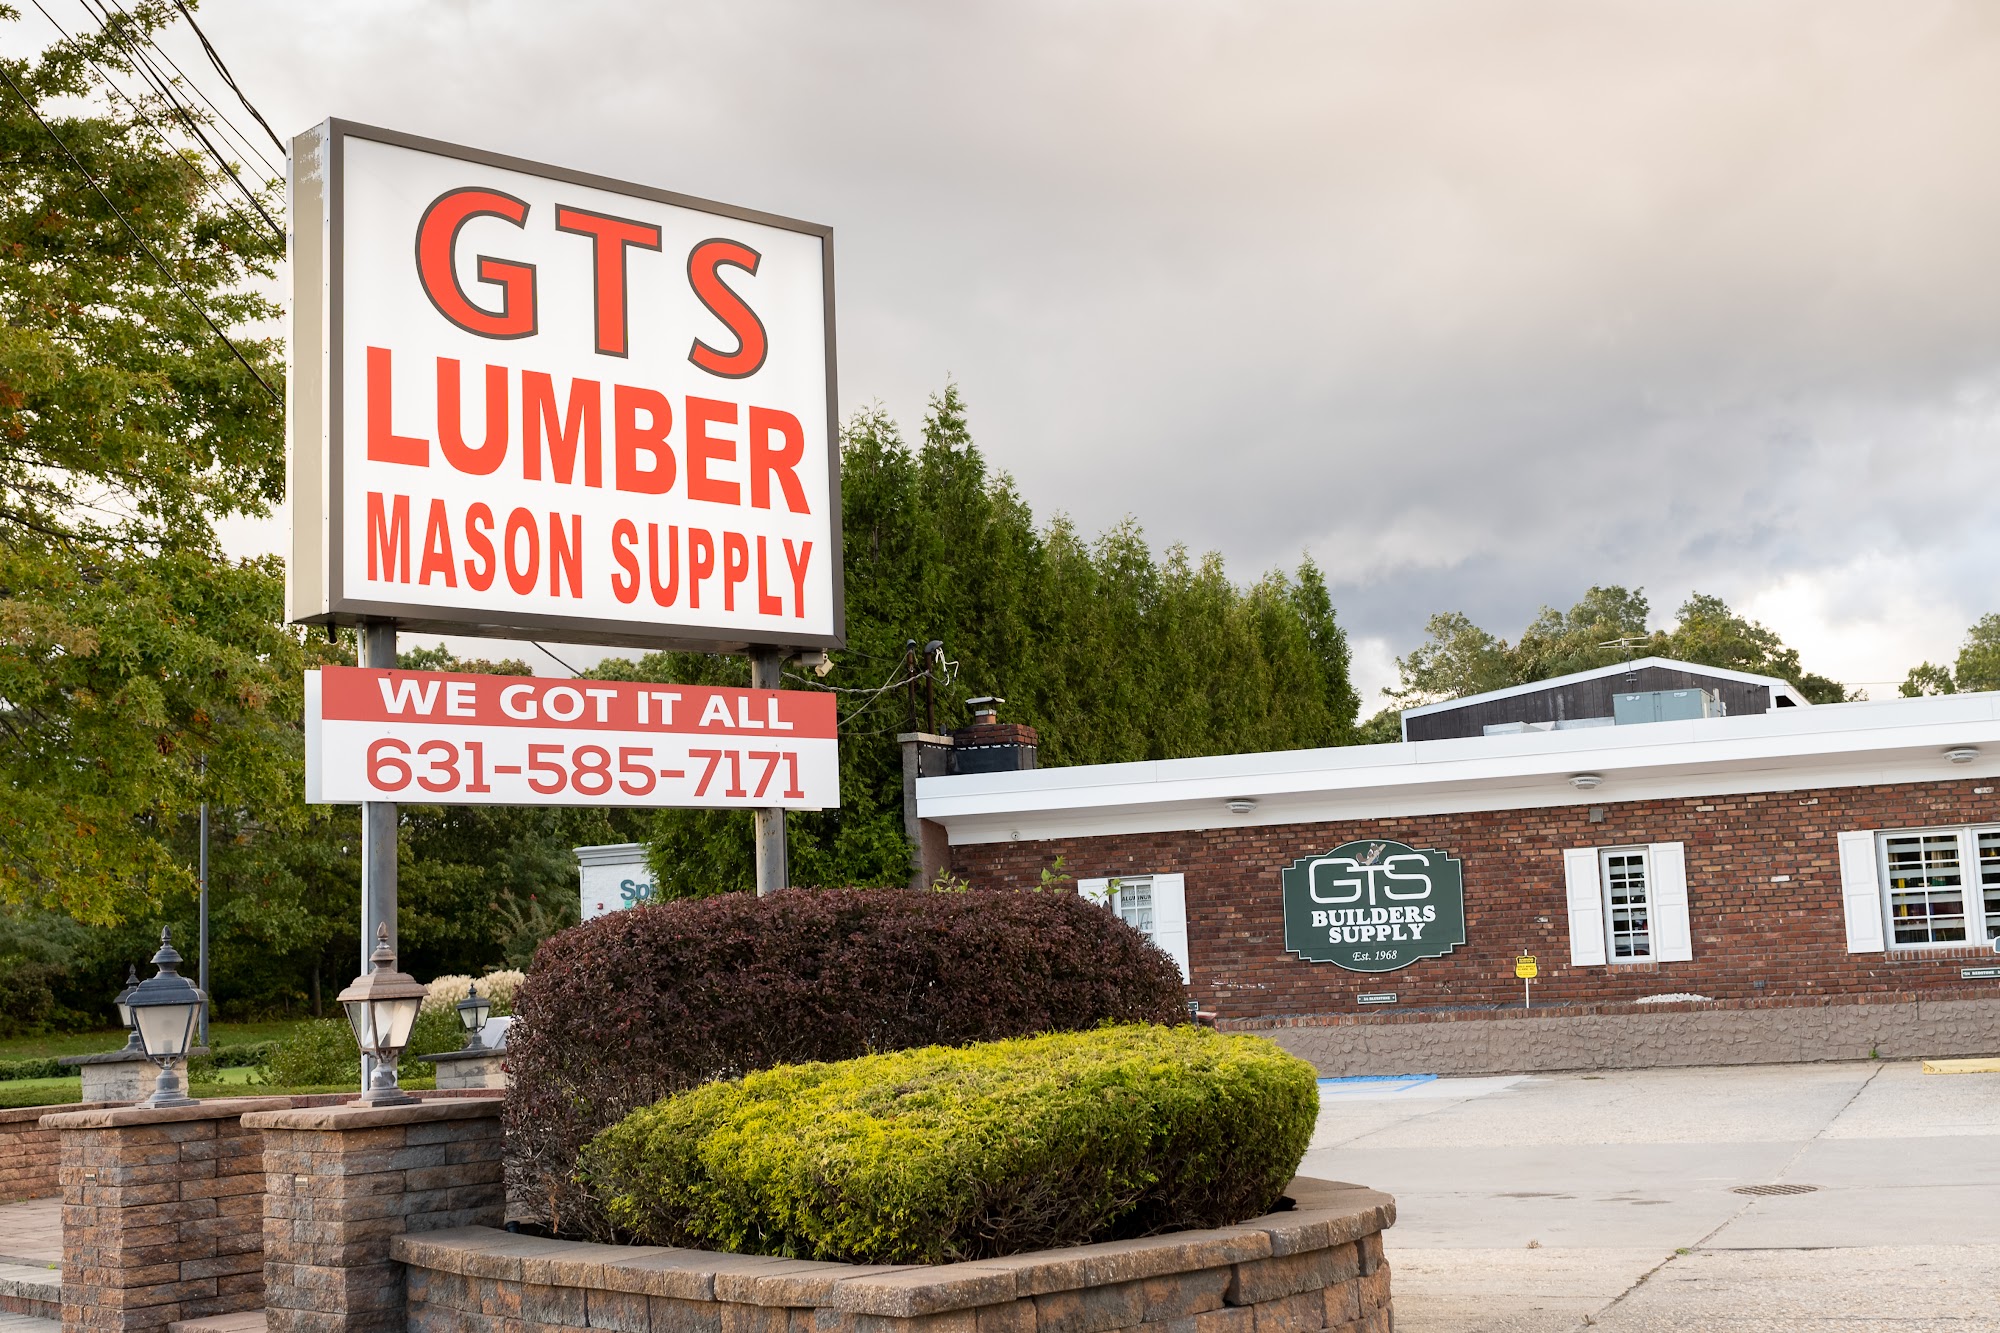 GTS
LUMBER
MASON SUPPLY
WE GOT IT ALL
631-585-7171
GTS
BUILDERS
SUPPLY
Est. 1968